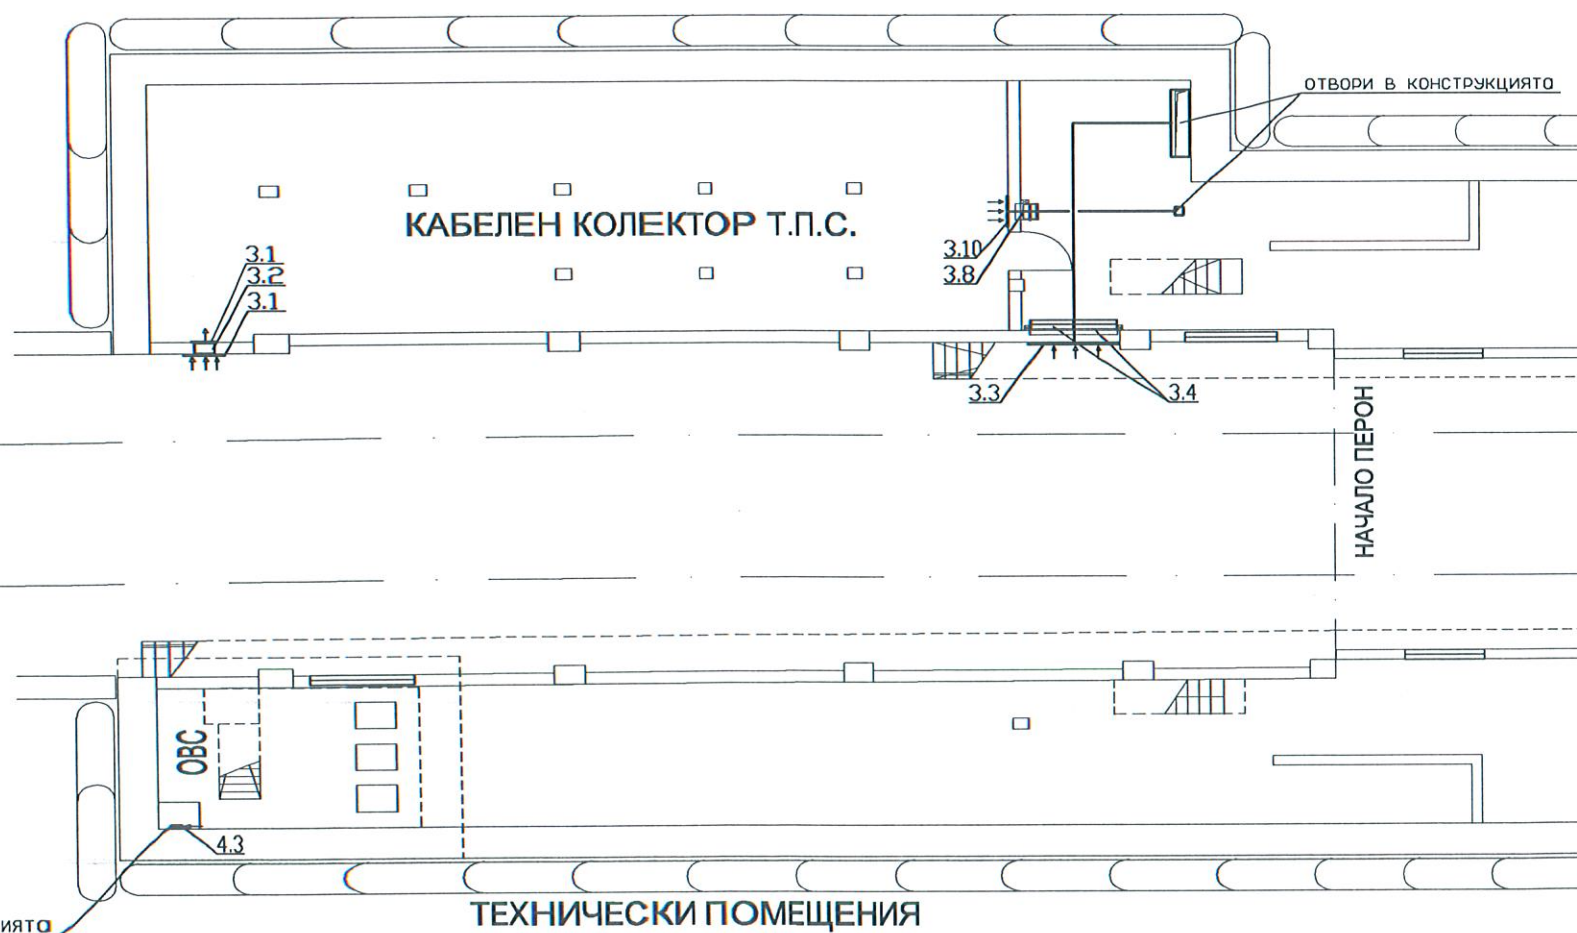 ОТВОРИ В КОНСТРУКЦИЯТА
КАБЕЛЕН КОЛЕКТОР Т.П.С.
3.10
3.8
3.1
3.2
3.1
3.3
3.4
НАЧАЛО ПЕРОН
ОВС
4.3
ИЯТА
ТЕХНИЧЕСКИ ПОМЕЩЕНИЯ